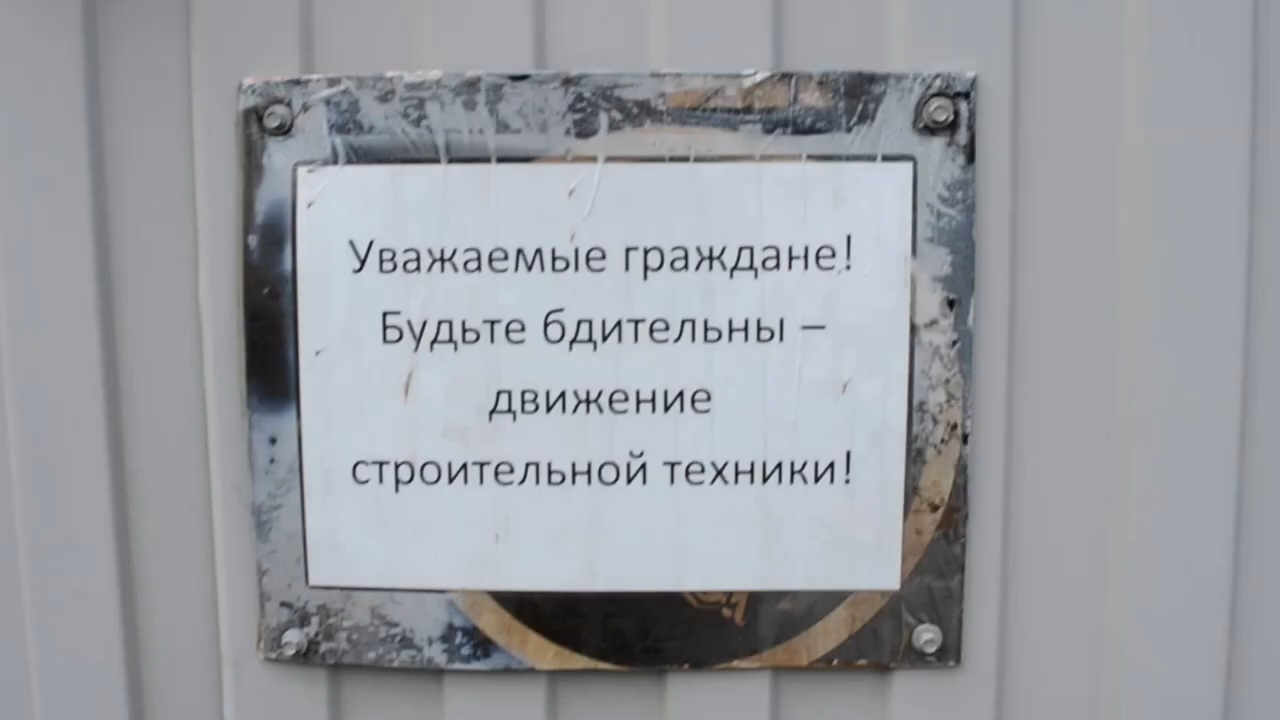 Уважаемые граждане!
Будьте бдительны –
движение
строительной техники!